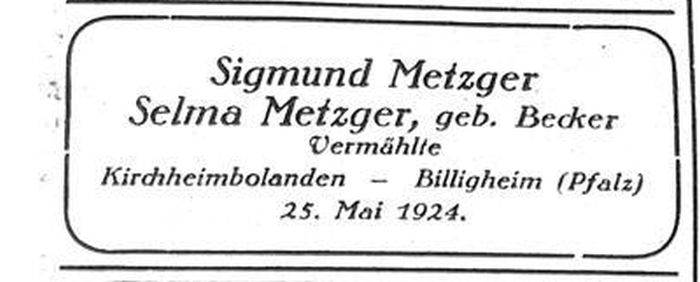 Sigmund Metzger
Selma Metzger, geb. Becker
Vermählte
Kirchheimbolanden – Billigheim (Pfalz)
25. Mai 1924.